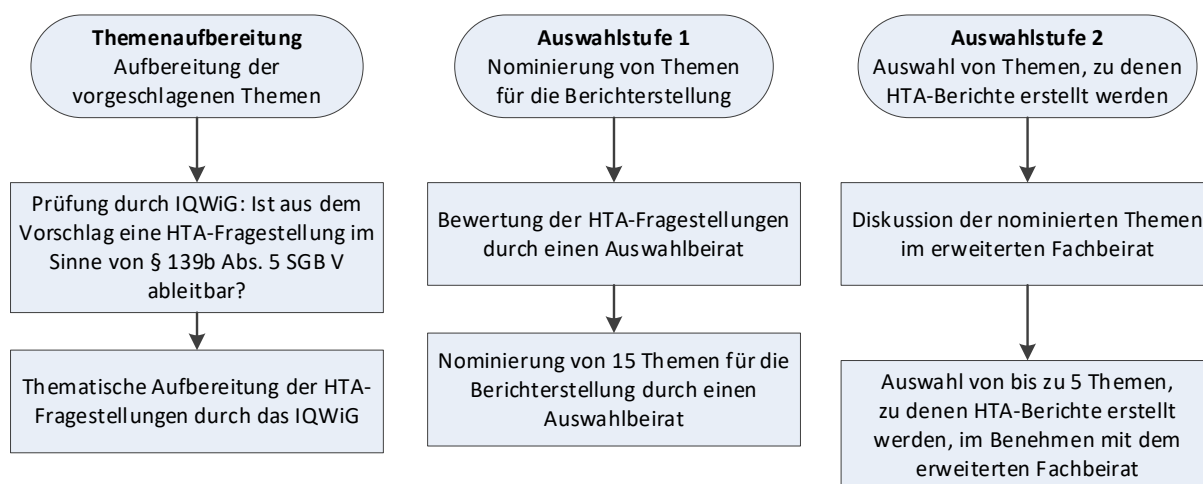 Themenaufbereitung
Aufbereitung der
vorgeschlagenen Themen
Prüfung durch IQWiG: Ist aus dem
Vorschlag eine HTA-Fragestellung im
Sinne von § 139b Abs. 5 SGB V
ableitbar?
Thematische Aufbereitung der HTA-
Fragestellungen durch das IQWiG
Auswahlstufe 1
Nominierung von Themen
für die Berichterstellung
Bewertung der HTA-Fragestellungen
durch einen Auswahlbeirat
Nominierung von 15 Themen für die
Berichterstellung durch einen
Auswahlbeirat
Auswahlstufe 2
Auswahl von Themen, zu denen
HTA-Berichte erstellt werden
Diskussion der nominierten Themen
im erweiterten Fachbeirat
Auswahl von bis zu 5 Themen,
zu denen HTA-Berichte erstellt
werden, im Benehmen mit dem
erweiterten Fachbeirat